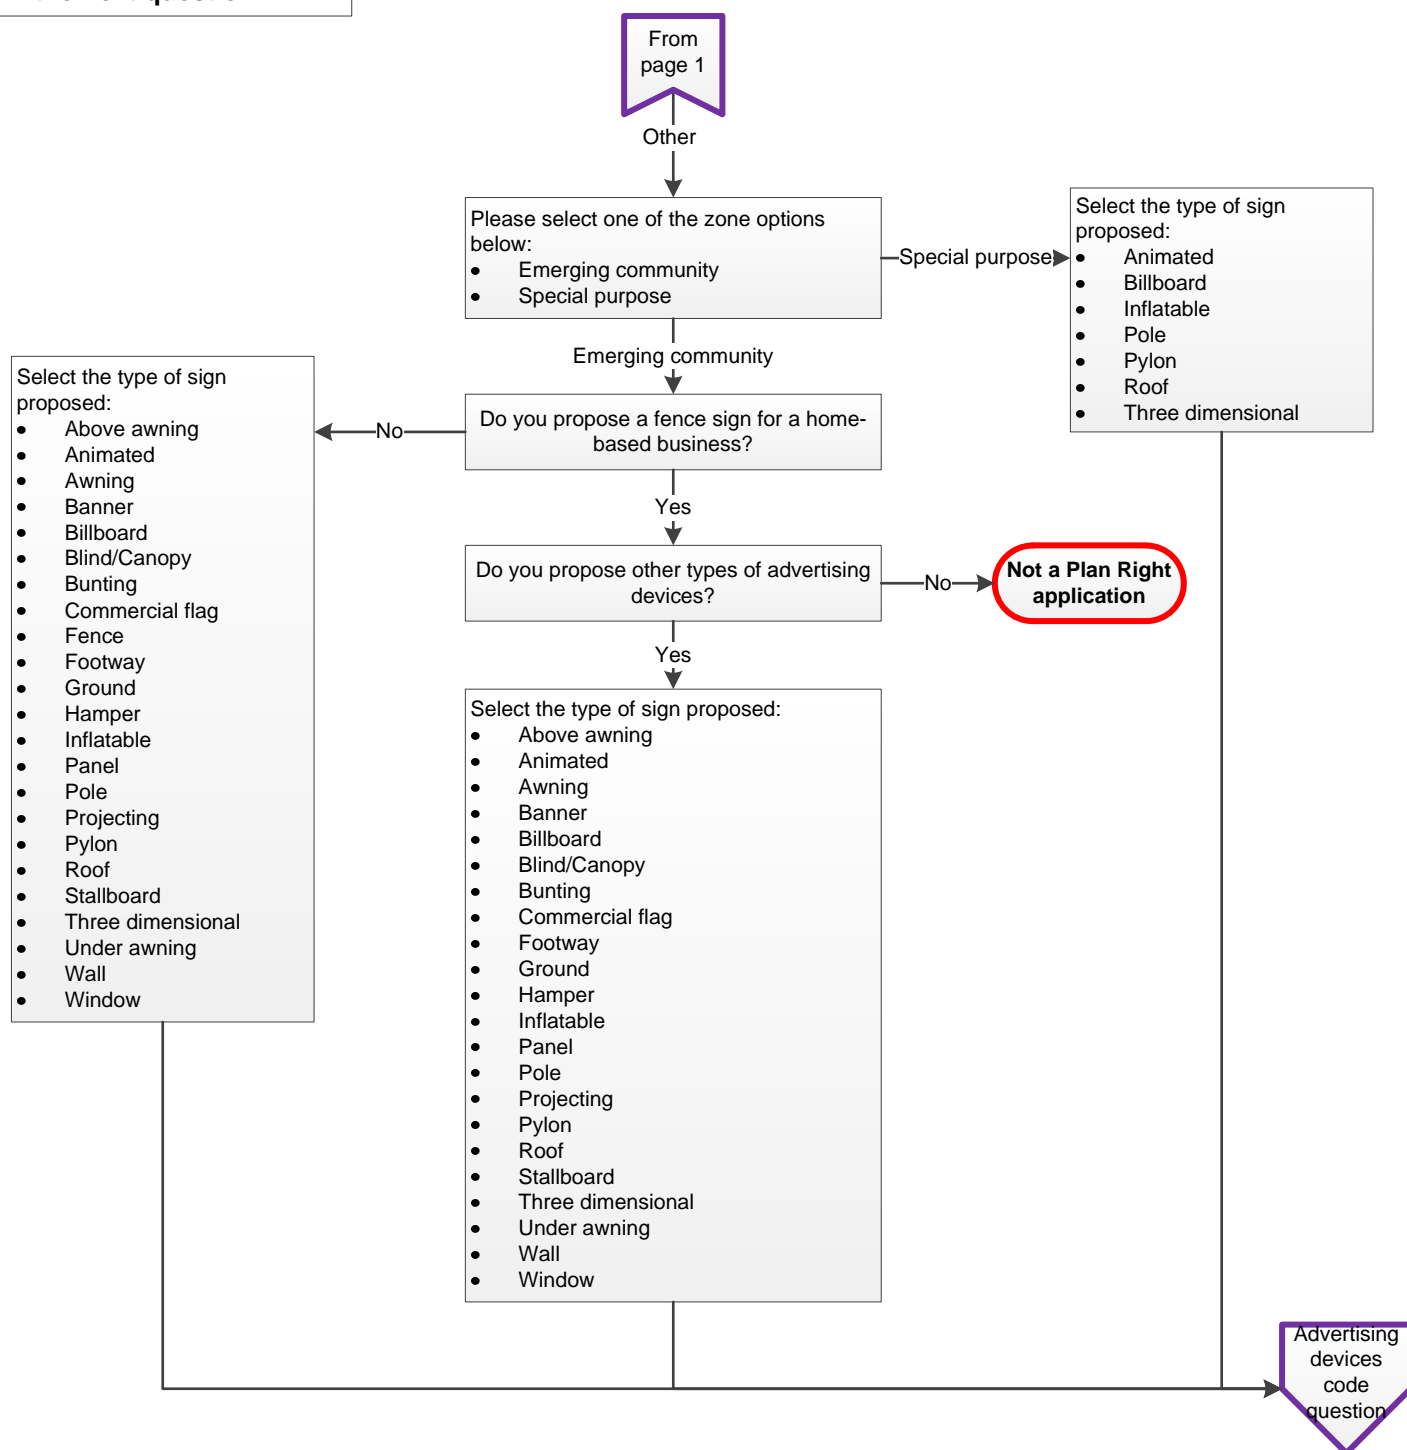 From
page 1
Other
Please select one of the zone options
below:
• Emerging community
• Special purpose
Special purpose
Select the type of sign
proposed:
• Animated
• Billboard
• Inflatable
• Pole
• Pylon
• Roof
• Three dimensional
Emerging community
Do you propose a fence sign for a home-
based business?
No
Select the type of sign
proposed:
• Above awning
• Animated
• Awning
• Banner
• Billboard
• Blind/Canopy
• Bunting
• Commercial flag
• Fence
• Footway
• Ground
• Hamper
• Inflatable
• Panel
• Pole
• Projecting
• Pylon
• Roof
• Stallboard
• Three dimensional
• Under awning
• Wall
• Window
Yes
Do you propose other types of advertising
devices?
No
Not a Plan Right
application
Yes
Select the type of sign proposed:
• Above awning
• Animated
• Awning
• Banner
• Billboard
• Blind/Canopy
• Bunting
• Commercial flag
• Footway
• Ground
• Hamper
• Inflatable
• Panel
• Pole
• Projecting
• Pylon
• Roof
• Stallboard
• Three dimensional
• Under awning
• Wall
• Window
Advertising
devices
code
question